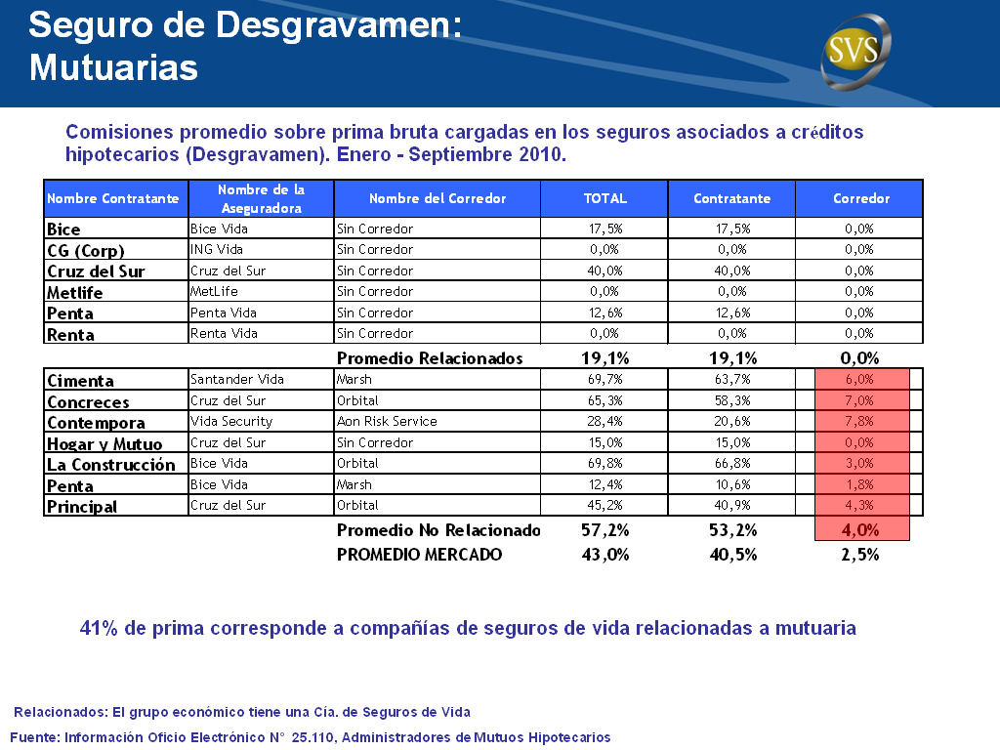 Seguro de Desgravamen:
Mutuarias
SVS
Comisiones promedio sobre prima bruta cargadas en los seguros asociados a créditos
hipotecarios (Desgravamen). Enero - Septiembre 2010.
Nombre Contratante Nombre de la Aseguradora Nombre del Corredor TOTAL Contratante Corredor
Bice Bice Vida Sin Corredor 17,5% 17,5% 0,0%
CG (Corp) ING Vida Sin Corredor 0,0% 0,0% 0,0%
Cruz del Sur Cruz del Sur Sin Corredor 40,0% 40,0% 0,0%
Metlife MetLife Sin Corredor 0,0% 0,0% 0,0%
Penta Penta Vida Sin Corredor 12,6% 12,6% 0,0%
Renta Renta Vida Sin Corredor 0,0% 0,0% 0,0%
Promedio Relacionados 19,1% 19,1% 0,0%
Cimenta Santander Vida Marsh 69,7% 63,7% 6,0%
Concreces Cruz del Sur Orbital 65,3% 58,3% 7,0%
Contempora Vida Security Aon Risk Service 28,4% 20,6% 7,8%
Hogar y Mutuo Cruz del Sur Sin Corredor 15,0% 15,0% 0,0%
La Construcción Bice Vida Orbital 69,8% 66,8% 3,0%
Penta Bice Vida Marsh 12,4% 10,6% 1,8%
Principal Cruz del Sur Orbital 45,2% 40,9% 4,3%
Promedio No Relacionado 57,2% 53,2% 4,0%
PROMEDIO MERCADO 43,0% 40,5% 2,5%
41% de prima corresponde a compañías de seguros de vida relacionadas a mutuaria
Relacionados: El grupo económico tiene una Cía. de Seguros de Vida
Fuente: Información Oficio Electrónico N° 25.110, Administradores de Mutuos Hipotecarios